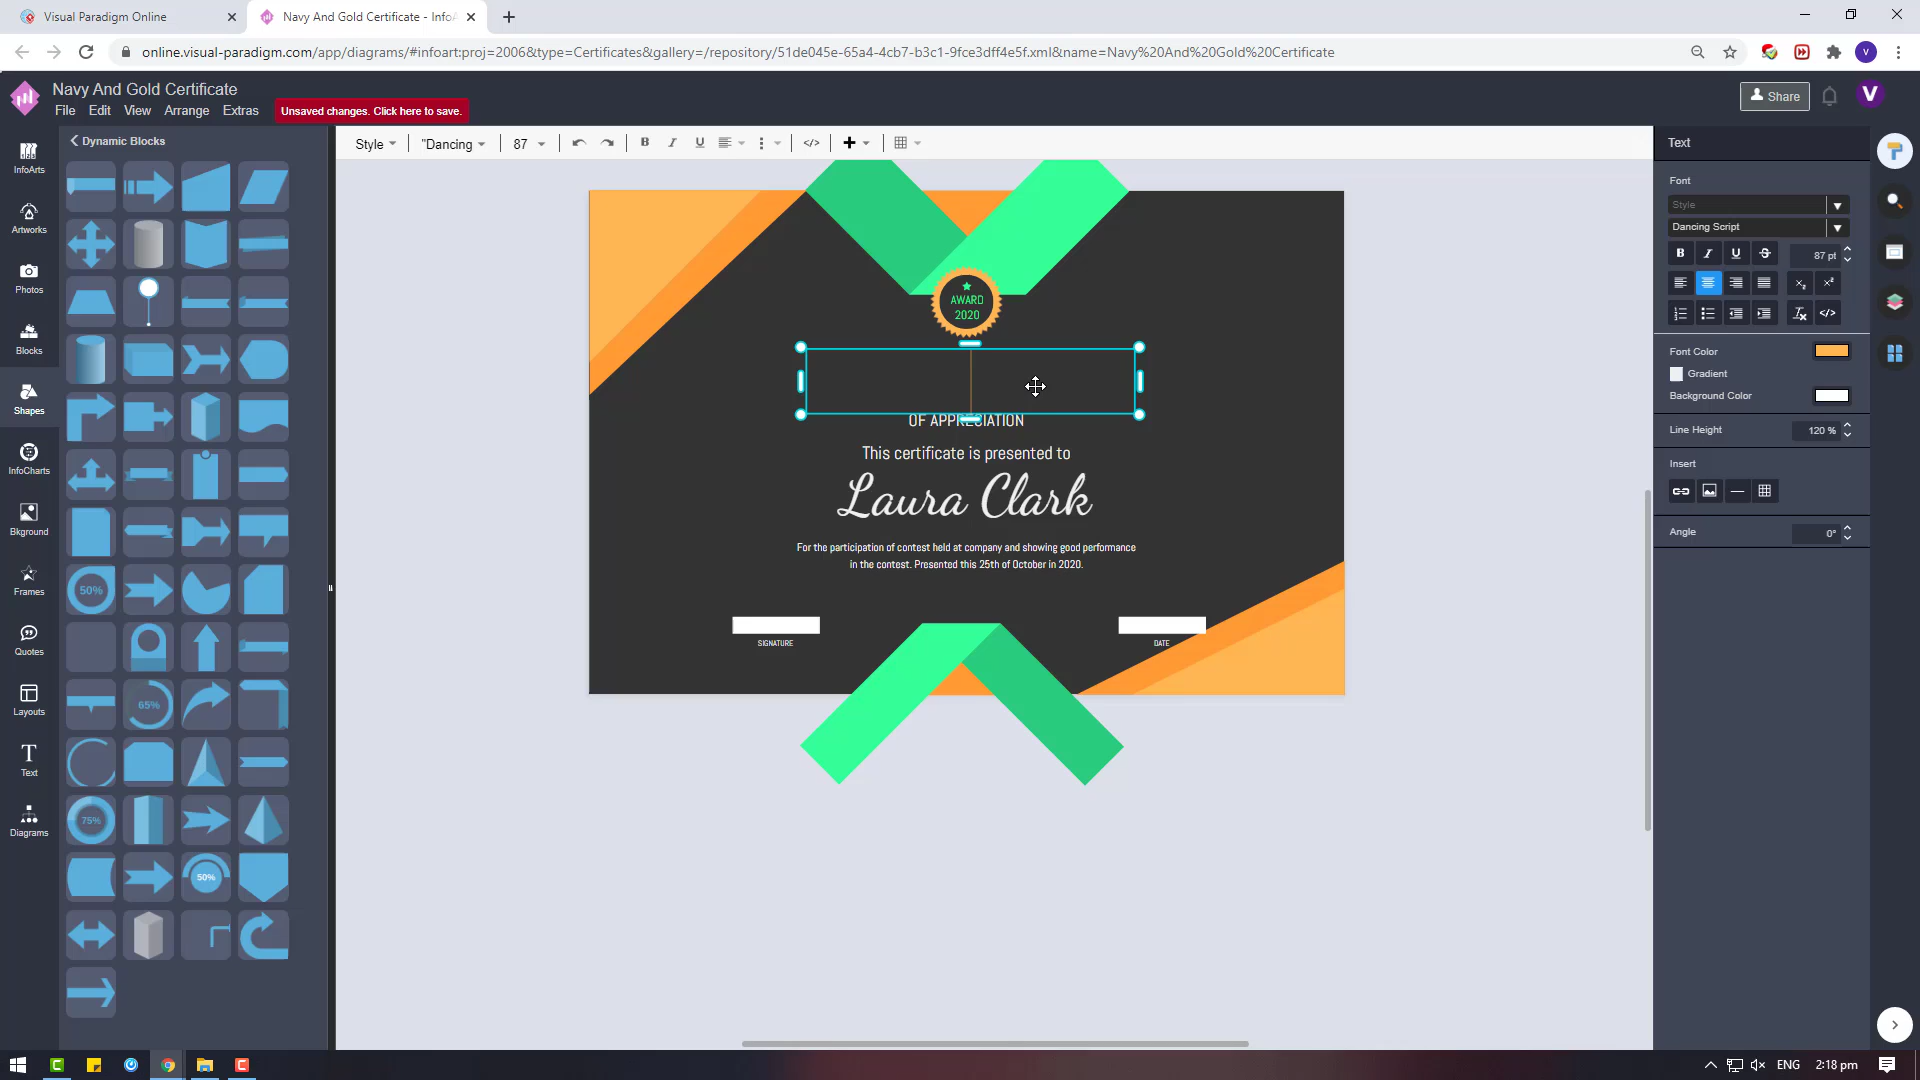 Visual Paradigm Online
Navy And Gold Certificate - InfoA
online.visual-paradigm.com/app/diagrams/#infoart:proj=2006&type=Certificates&gallery=/repository/51de045e-65a4-4cb7-b3c1-9fce3dff4e5f.xml&name=Navy%20And%20Gold%20Certificate
V
Navy And Gold Certificate
File Edit View Arrange Extras
Unsaved changes. Click here to save.
Share
V
Dynamic Blocks
Style "Dancing 87 B I U </>
Text
InfoArts
Artworks
Photos
Blocks
Shapes
InfoCharts
Bkground
Frames
Quotes
Layouts
T
Text
Diagrams
50%
65%
75%
50%
AWARD
2020
OF APPRECIATION
This certificate is presented to
Laura Clark
For the participation of contest held at company and showing good performance
in the contest. Presented this 25th of October in 2020.
SIGNATURE
DATE
Font
Style
Dancing Script
B I U S 87 pt
Font Color
Gradient
Background Color
Line Height 120 %
Insert
Angle 0°
ENG 2:18 pm